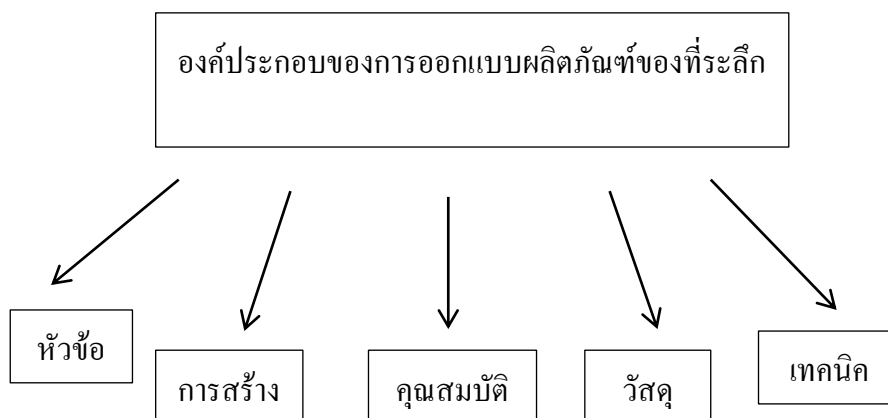 องค์ประกอบของการออกแบบผลิตภัณฑ์ของที่ระลึก
หัวข้อ
การสร้าง
คุณสมบัติ
วัสดุ
เทคนิค